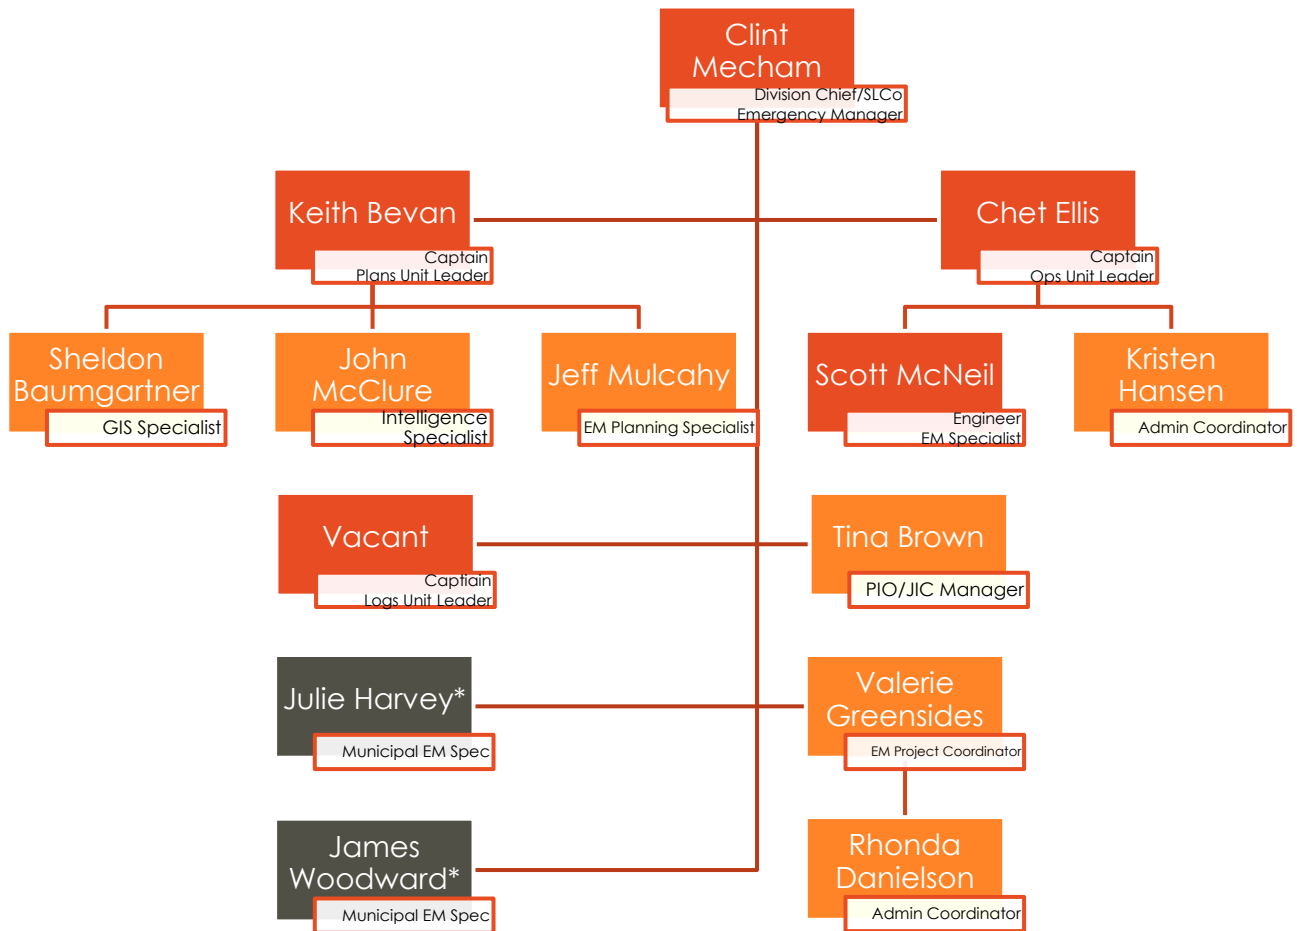 Clint
Mecham
Division Chief/SLCo
Emergency Manager
Keith Bevan
Captain
Plans Unit Leader
Chet Ellis
Captain
Ops Unit Leader
Sheldon
Baumgartner
GIS Specialist
John
McClure
Intelligence
Specialist
Jeff Mulcahy
EM Planning Specialist
Scott McNeil
Engineer
EM Specialist
Kristen
Hansen
Admin Coordinator
Vacant
Captiain
Logs Unit Leader
Tina Brown
PIO/JIC Manager
Julie Harvey*
Municipal EM Spec
Valerie
Greensides
EM Project Coordinator
James
Woodward*
Municipal EM Spec
Rhonda
Danielson
Admin Coordinator